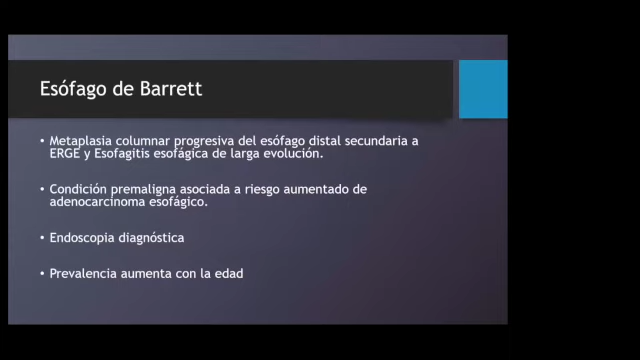 Esófago de Barrett
• Metaplasia columnar progresiva del esófago distal secundaria a
ERGE y Esofagitis esofágica de larga evolución.
• Condición premaligna asociada a riesgo aumentado de
adenocarcinoma esofágico.
• Endoscopia diagnóstica
• Prevalencia aumenta con la edad